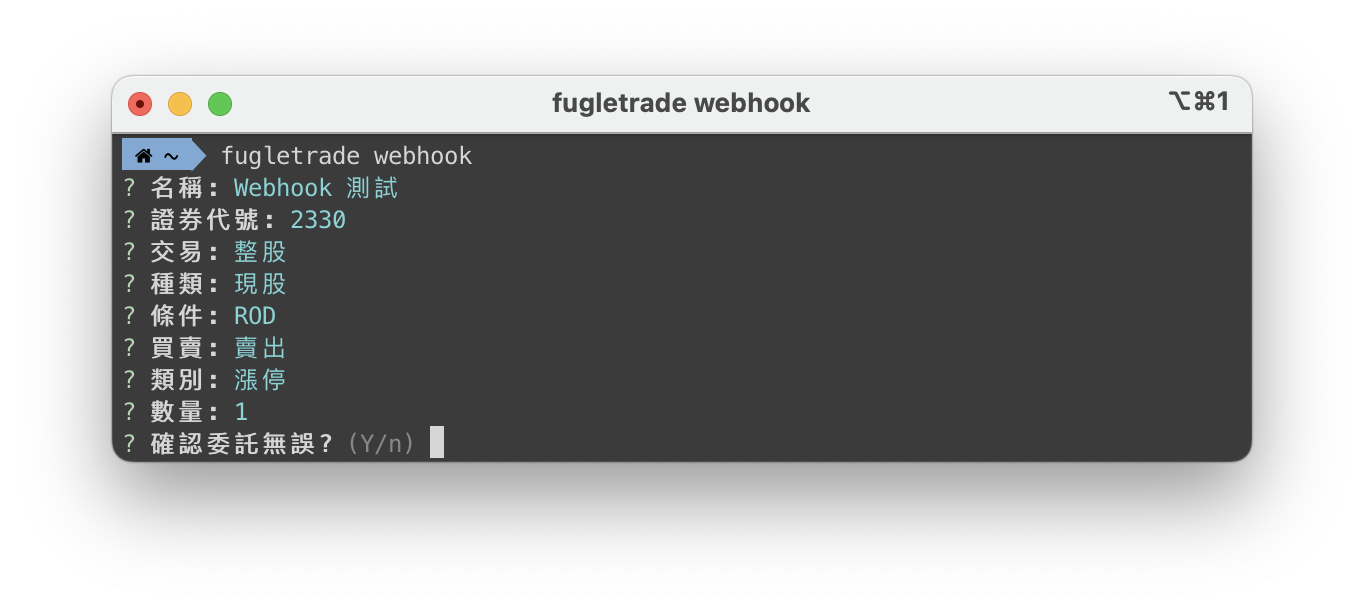 fugletrade webhook
⌥⌘1
~ fugletrade webhook
? 名稱: Webhook 測試
? 證券代號: 2330
? 交易: 整股
? 種類: 現股
? 條件: ROD
? 買賣: 賣出
? 類別: 漲停
? 數量: 1
? 確認委託無誤? (Y/n)